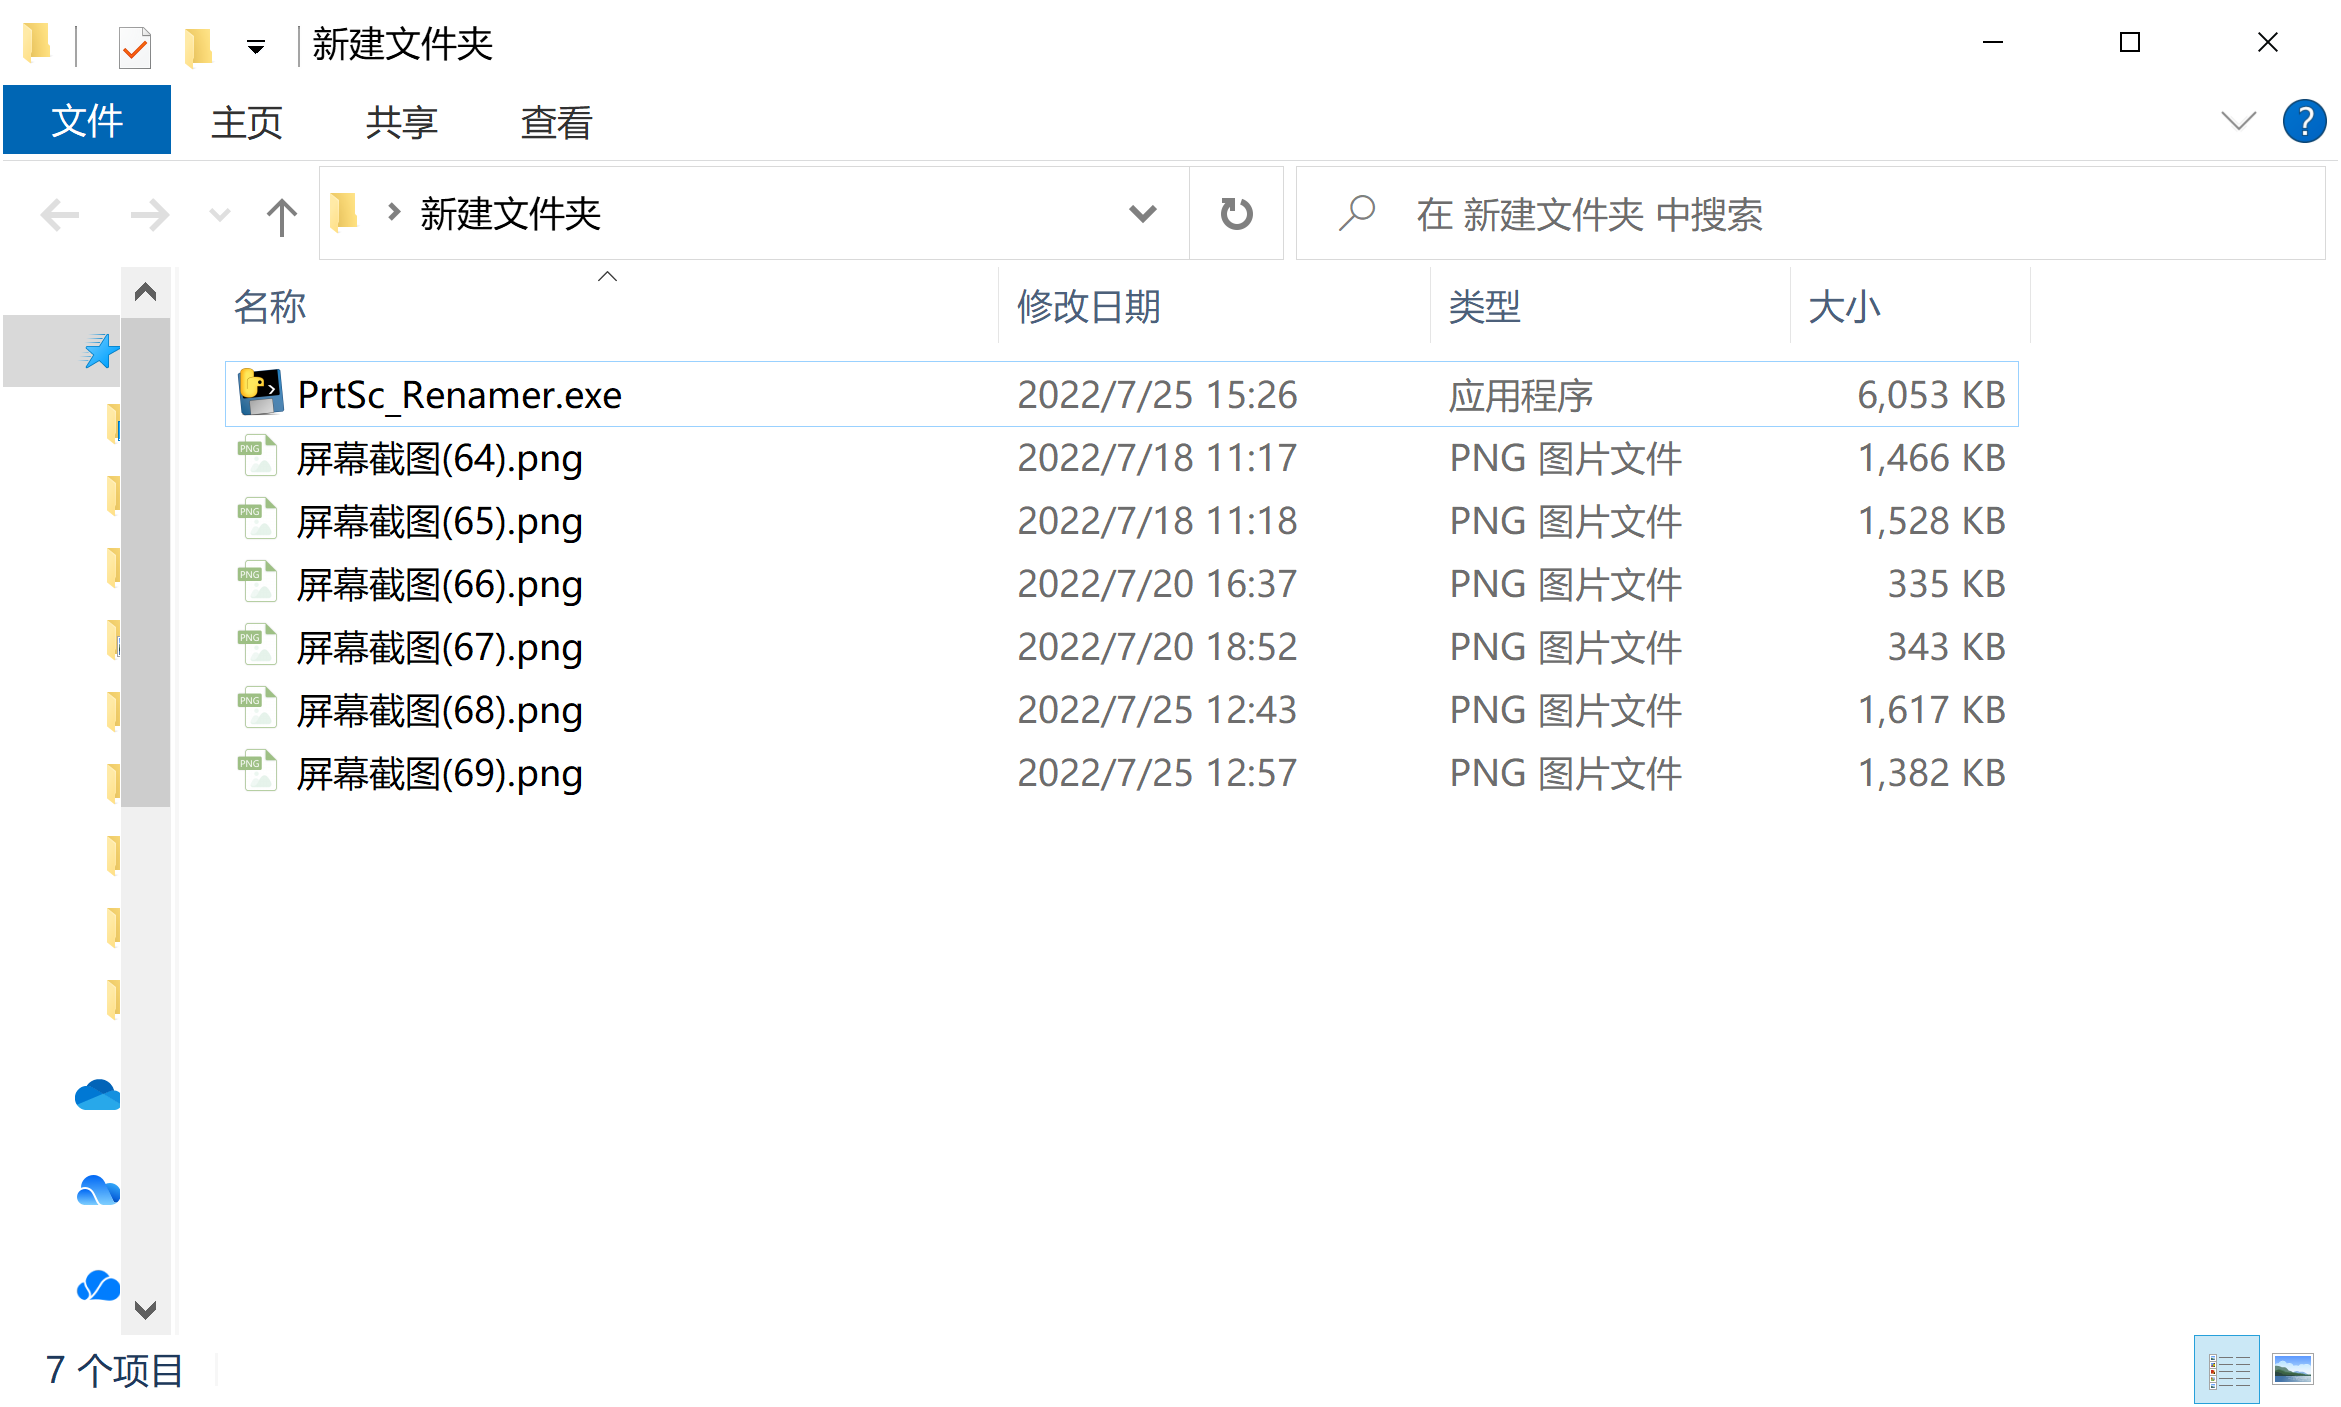 新建文件夹
文件 主页 共享 查看
新建文件夹 在 新建文件夹 中搜索
名称 修改日期 类型 大小
PrtSc_Renamer.exe 2022/7/25 15:26 应用程序 6,053 KB
屏幕截图(64).png 2022/7/18 11:17 PNG 图片文件 1,466 KB
屏幕截图(65).png 2022/7/18 11:18 PNG 图片文件 1,528 KB
屏幕截图(66).png 2022/7/20 16:37 PNG 图片文件 335 KB
屏幕截图(67).png 2022/7/20 18:52 PNG 图片文件 343 KB
屏幕截图(68).png 2022/7/25 12:43 PNG 图片文件 1,617 KB
屏幕截图(69).png 2022/7/25 12:57 PNG 图片文件 1,382 KB
7 个项目